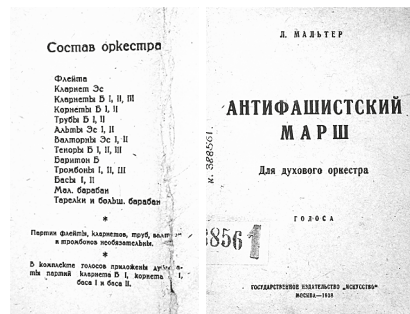 Состав оркестра
Флейта
Кларнет Эс
Кларнеты Б I, II, III
Корнеты Б I, II
Трубы Б I, II
Альты Эс I, II
Валторны Эс I, II
Теноры Б I, II, III
Баритон Б
Тромбоны I, II, III
Басы I, II
Мал. барабан
Тарелки и больш. барабан
*
Партии флейты, кларнетов, труб, валторн
и тромбонов необязательны.
*
В комплекте голосов приложены
ты партий кларнета Б I, корнета
баса I и баса II.
Л. МАЛЬТЕР
АНТИФАШИСТСКИЙ
МАРШ
Для духового оркестра
ГОЛОСА
к. 388561.
38561
ГОСУДАРСТВЕННОЕ ИЗДАТЕЛЬСТВО „ИСКУССТВО"
МОСКВА—1938